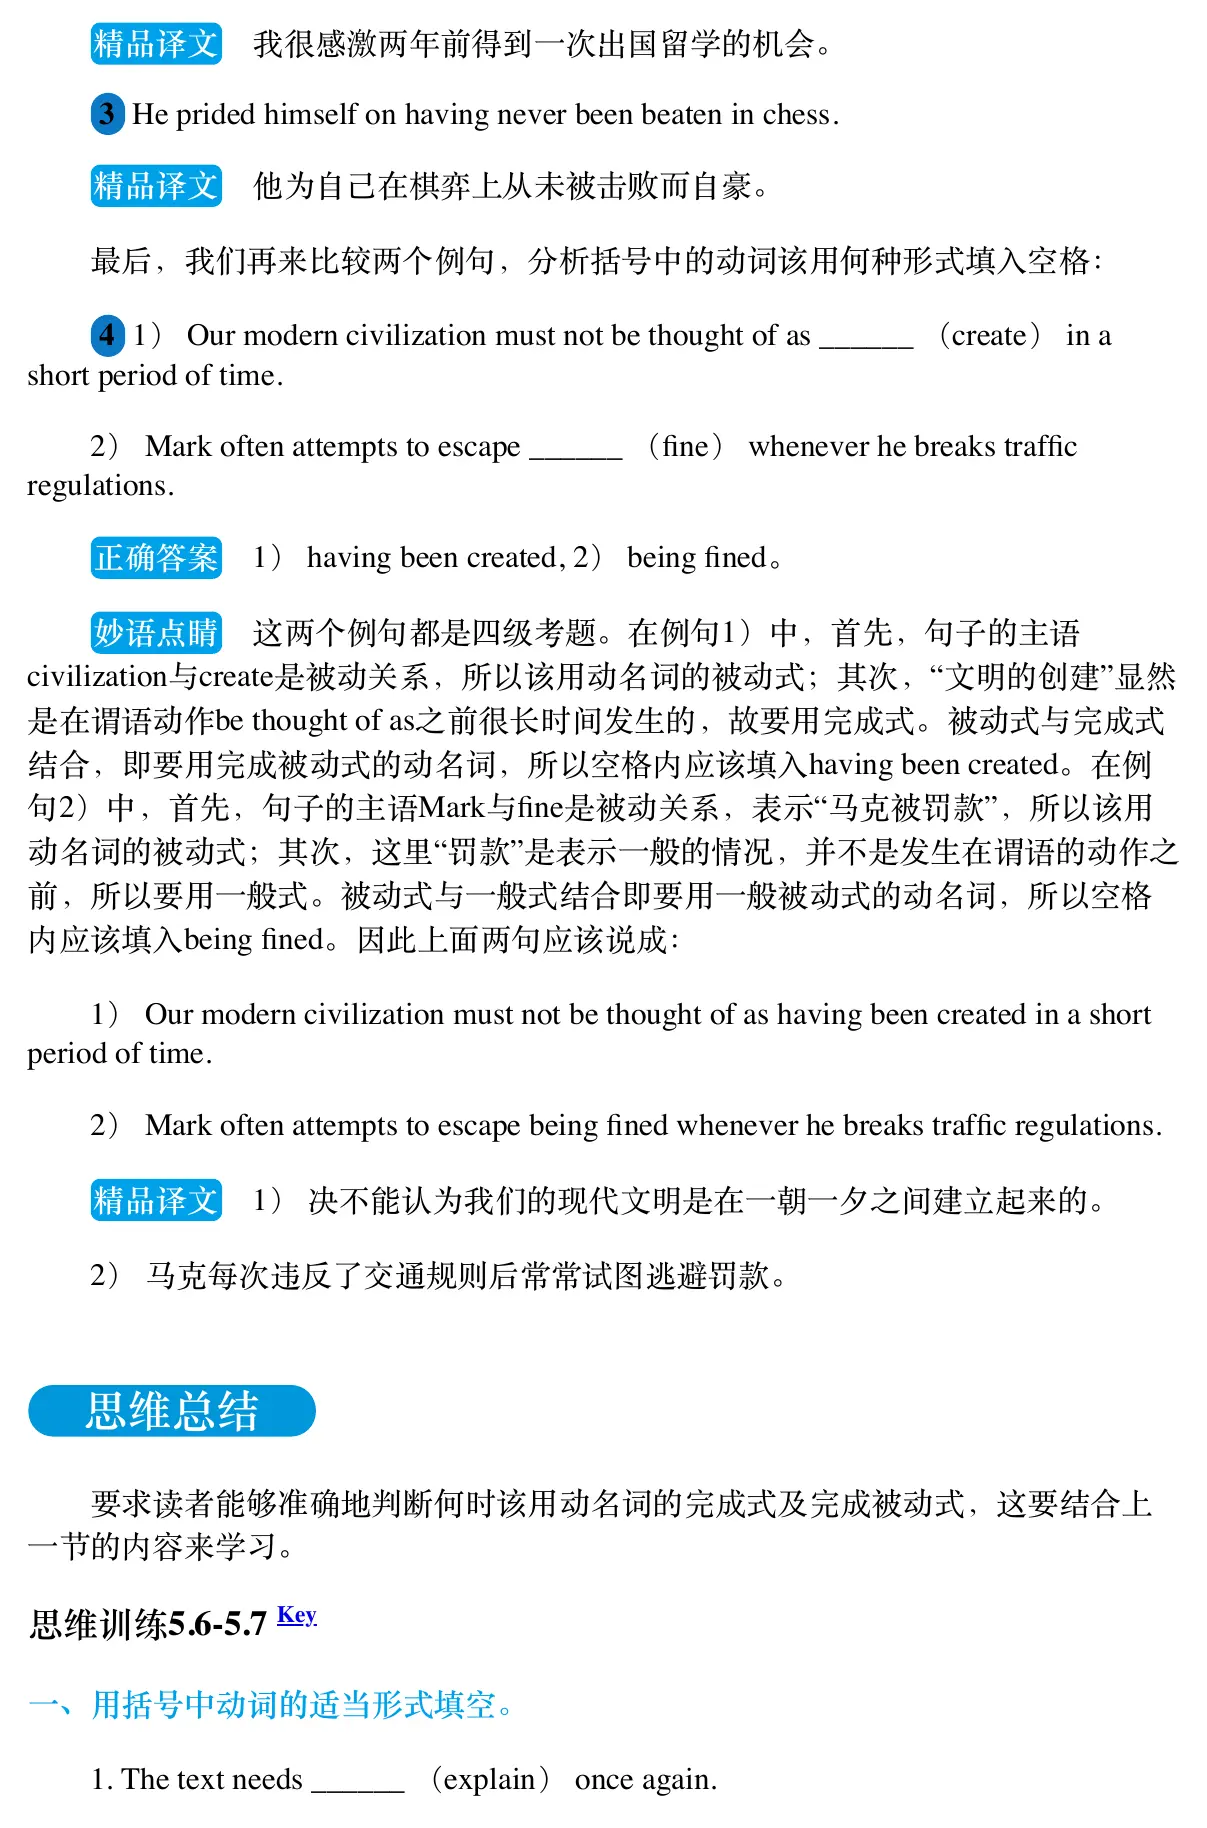 精品译文 我很感激两年前得到一次出国留学的机会。
3 He prided himself on having never been beaten in chess.
精品译文 他为自己在棋弈上从未被击败而自豪。
最后，我们再来比较两个例句，分析括号中的动词该用何种形式填入空格：
4 1） Our modern civilization must not be thought of as ______ （create） in a
short period of time.
2） Mark often attempts to escape ______ （fine） whenever he breaks traffic
regulations.
正确答案 1） having been created, 2） being fined。
妙语点睛 这两个例句都是四级考题。在例句1）中，首先，句子的主语
civilization与create是被动关系，所以该用动名词的被动式；其次，“文明的创建”显然
是在谓语动作be thought of as之前很长时间发生的，故要用完成式。被动式与完成式
结合，即要用完成被动式的动名词，所以空格内应该填入having been created。在例
句2）中，首先，句子的主语Mark与fine是被动关系，表示“马克被罚款”，所以该用
动名词的被动式；其次，这里“罚款”是表示一般的情况，并不是发生在谓语的动作之
前，所以要用一般式。被动式与一般式结合即要用一般被动式的动名词，所以空格
内应该填入being fined。因此上面两句应该说成：
1） Our modern civilization must not be thought of as having been created in a short
period of time.
2） Mark often attempts to escape being fined whenever he breaks traffic regulations.
精品译文 1） 决不能认为我们的现代文明是在一朝一夕之间建立起来的。
2） 马克每次违反了交通规则后常常试图逃避罚款。
思维总结
要求读者能够准确地判断何时该用动名词的完成式及完成被动式，这要结合上
一节的内容来学习。
思维训练5.6-5.7 Key
一、用括号中动词的适当形式填空。
1. The text needs ______ （explain） once again.